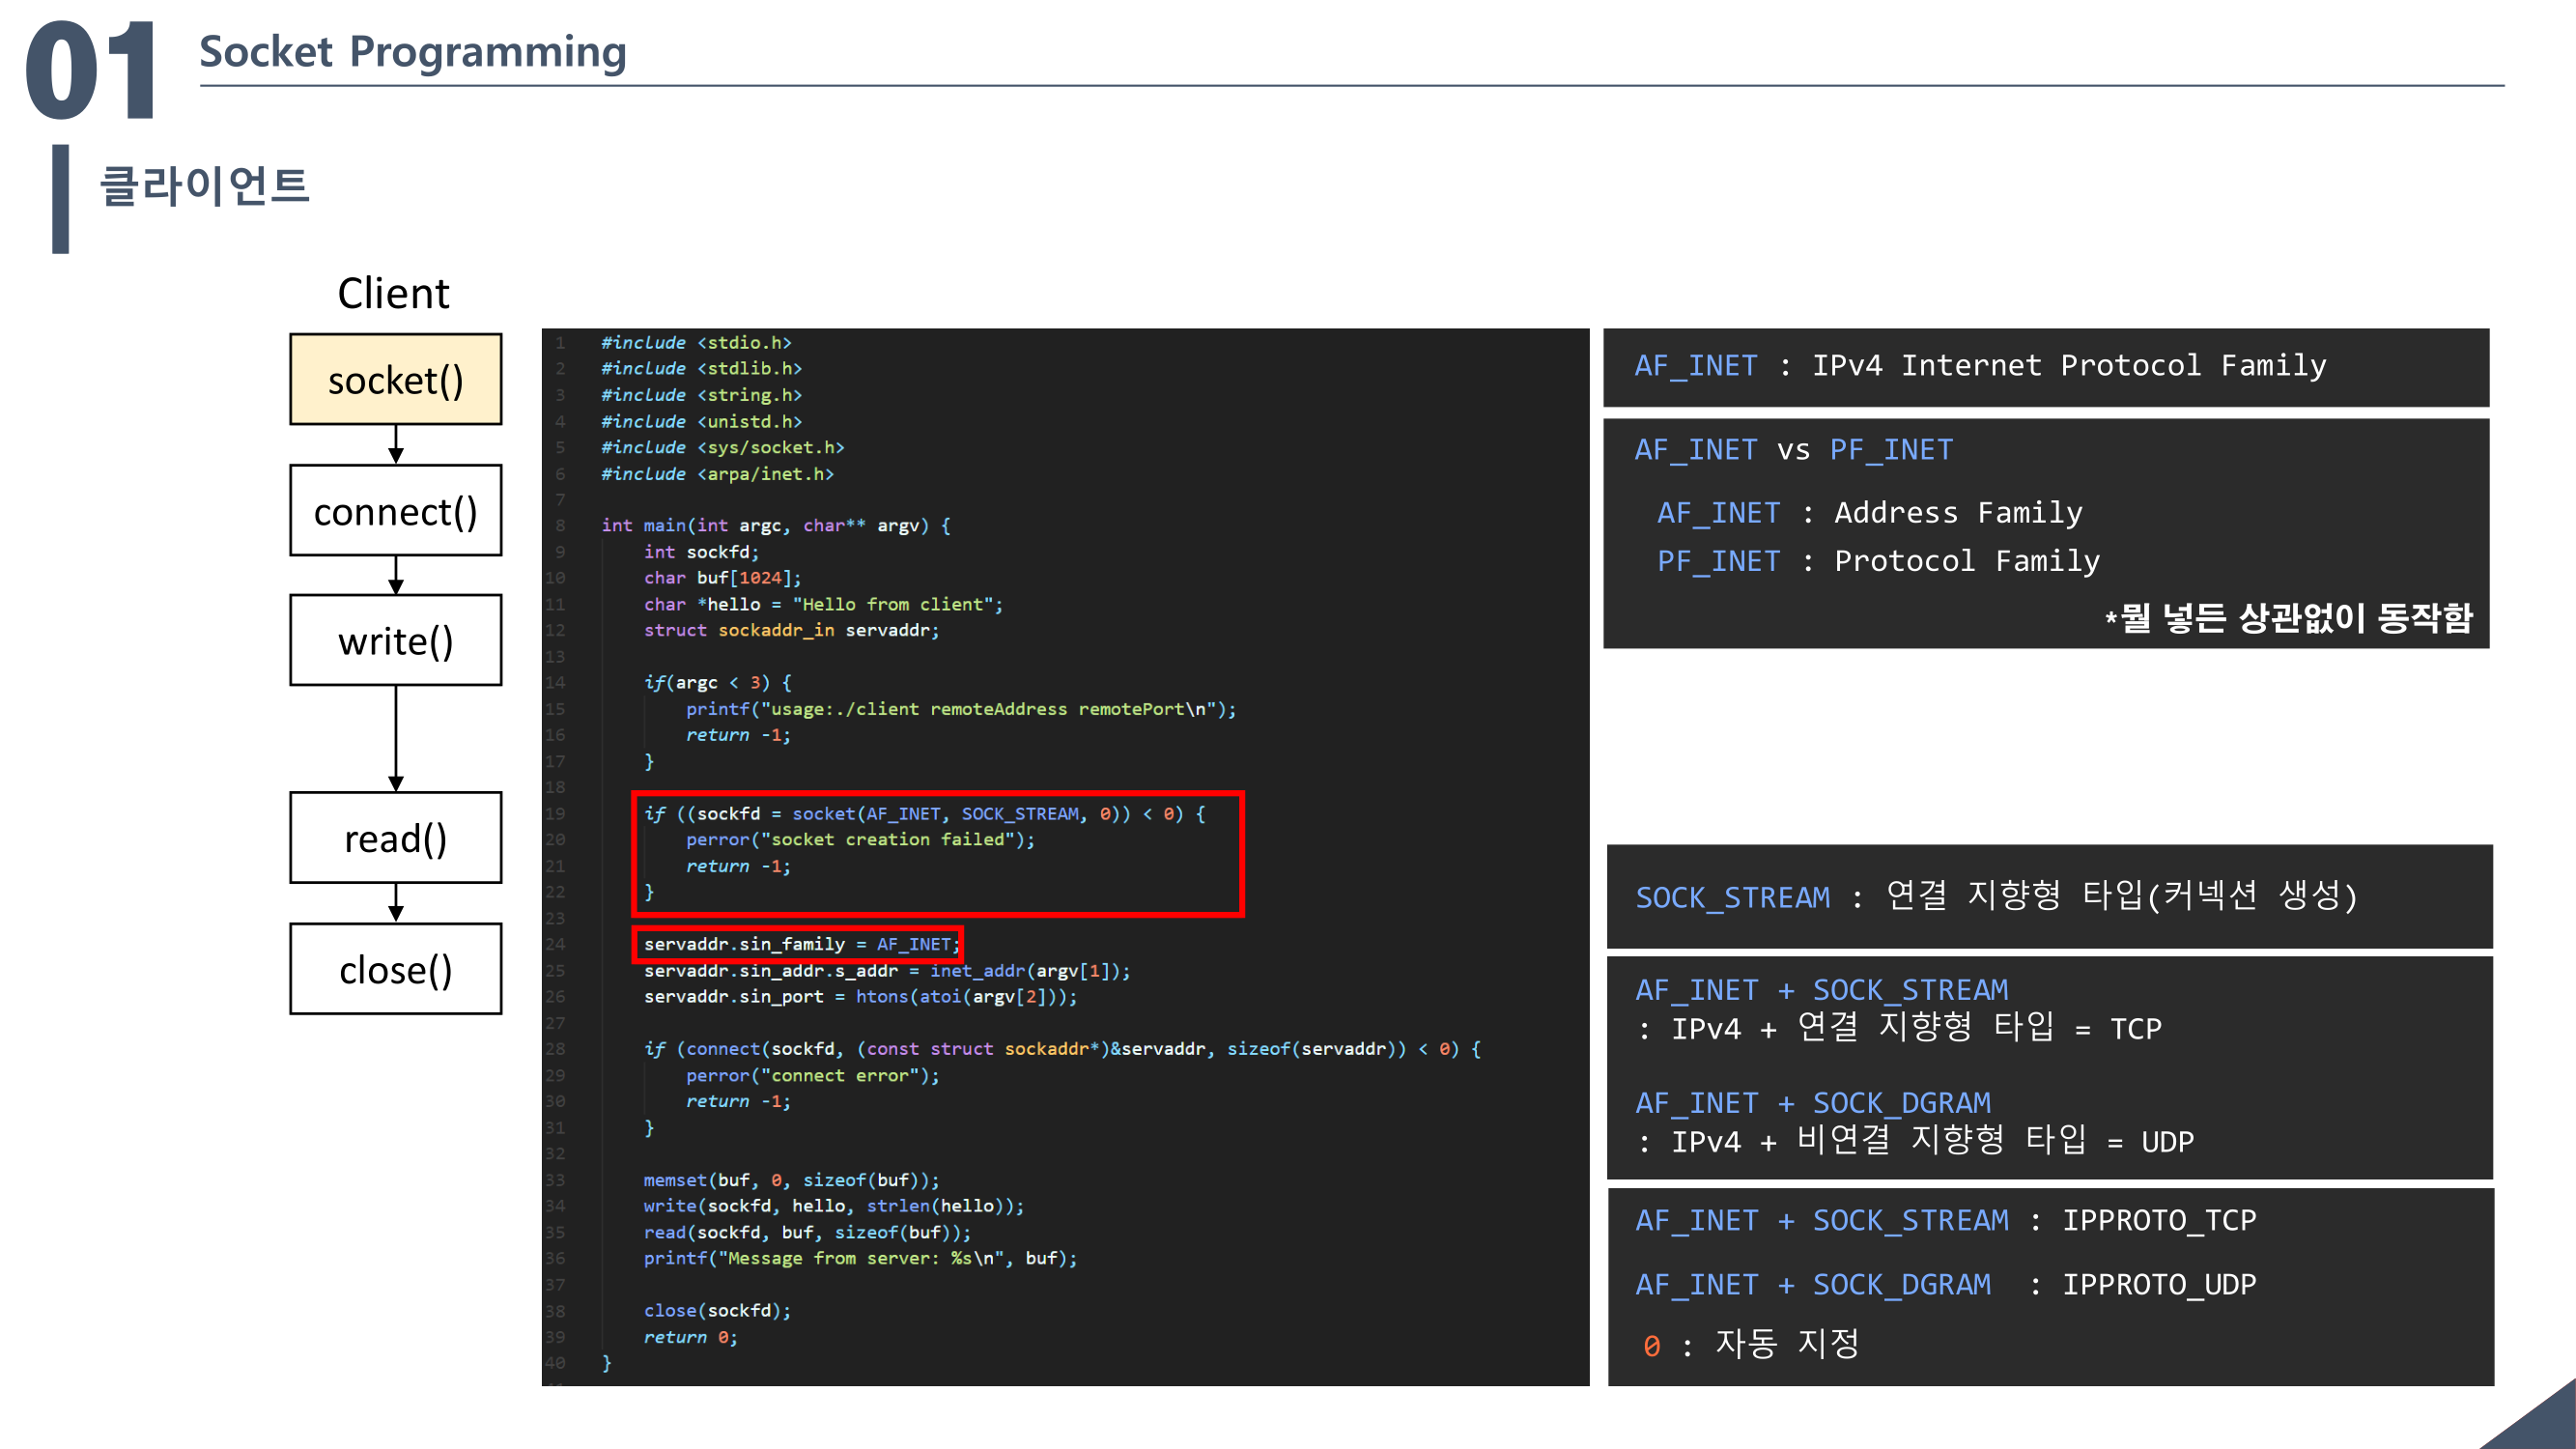 01
Socket Programming
클라이언트
Client
socket()
connect()
write()
read()
close()
1 #include <stdio.h>
2 #include <stdlib.h>
3 #include <string.h>
4 #include <unistd.h>
5 #include <sys/socket.h>
6 #include <arpa/inet.h>
7
8 int main(int argc, char** argv) {
9 int sockfd;
10 char buf[1024];
11 char *hello = "Hello from client";
12 struct sockaddr_in servaddr;
13
14 if(argc < 3) {
15 printf("usage:./client remoteAddress remotePort\n");
16 return -1;
17 }
18
19 if ((sockfd = socket(AF_INET, SOCK_STREAM, 0)) < 0) {
20 perror("socket creation failed");
21 return -1;
22 }
23
24 servaddr.sin_family = AF_INET;
25 servaddr.sin_addr.s_addr = inet_addr(argv[1]);
26 servaddr.sin_port = htons(atoi(argv[2]));
27
28 if (connect(sockfd, (const struct sockaddr*)&servaddr, sizeof(servaddr)) < 0) {
29 perror("connect error");
30 return -1;
31 }
32
33 memset(buf, 0, sizeof(buf));
34 write(sockfd, hello, strlen(hello));
35 read(sockfd, buf, sizeof(buf));
36 printf("Message from server: %s\n", buf);
37
38 close(sockfd);
39 return 0;
40 }
AF_INET : IPv4 Internet Protocol Family
AF_INET vs PF_INET
AF_INET : Address Family
PF_INET : Protocol Family
*뭘 넣든 상관없이 동작함
SOCK_STREAM : 연결 지향형 타입(커넥션 생성)
AF_INET + SOCK_STREAM
: IPv4 + 연결 지향형 타입 = TCP
AF_INET + SOCK_DGRAM
: IPv4 + 비연결 지향형 타입 = UDP
AF_INET + SOCK_STREAM : IPPROTO_TCP
AF_INET + SOCK_DGRAM : IPPROTO_UDP
0 : 자동 지정